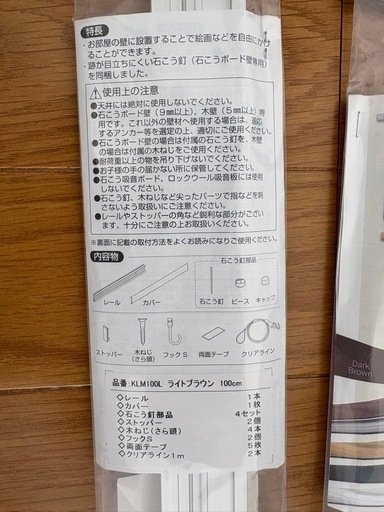 特長
・お部屋の壁に設置することで絵画などを自由にかけ
ることができます。
・跡が目立ちにくい石こう釘（石こうボード壁専用）
を同梱しました。
⚠使用上の注意
●天井には絶対に使用しないでください。
●石こうボード壁（9㎜以上）、木壁（5㎜以上）専
用です。これ以外の壁材へ使用する場合は、適応
するアンカー等を選定の上、適切にご使用ください。
●石こうボード壁の場合は付属の石こう釘を、木壁
の場合は付属の木ねじをご使用ください。
●耐荷重以上の物を吊り下げないでください。
●お子様の手の届かない所に保管してください。
●石こう吸音ボード、ロックウール吸音板には使用
しないでください。
●石こう釘、木ねじなど尖ったパーツで指などを刺
さないよう取扱いにご注意ください。
●レールやストッパーの角など鋭利な部分がござい
ます。十分にご注意の上お取扱いください。
※裏面に記載の取付方法をよくお読みになりご使用ください。
内容物
石こう釘部品
レール
カバー
石こう釘
ピース
キャップ
ストッパー
木ねじ
（さら頭）
フックS
両面テープ
クリアライン
品番：KLM100L ライトブラウン 100cm
◇レール 1本
◇カバー 1枚
◇石こう釘部品 4セット
◇ストッパー 2個
◇木ねじ（さら頭） 4本
◇フックS 2個
◇両面テープ 5枚
◇クリアライン1m 2本
Dark
Brown